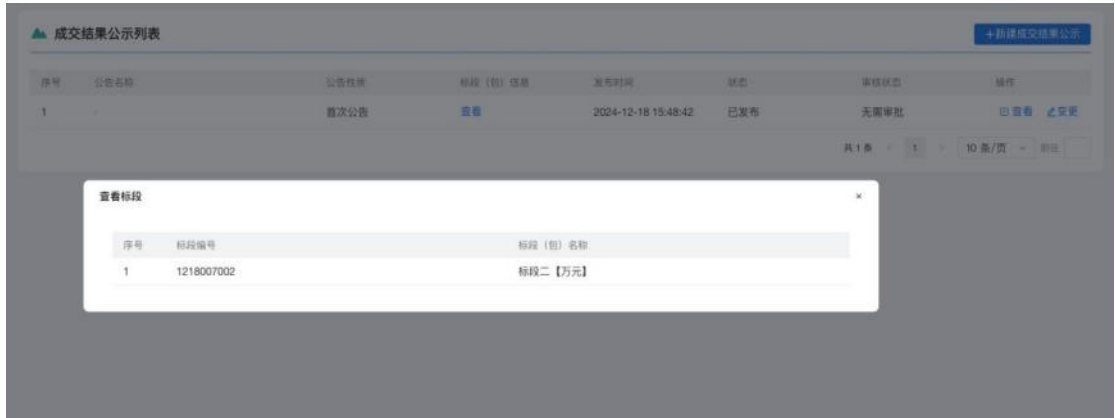 成交结果公示列表
+新建成交结果公示
序号 公告名称 公告性质 标段（包）信息 发布时间 状态 审核状态 操作
1 - 首次公告 查看 2024-12-18 15:48:42 已发布 无需审批 查看 变更
共 1 条 < 1 > 10 条/页 前往
查看标段 ×
序号 标段编号 标段（包）名称
1 1218007002 标段二【万元】